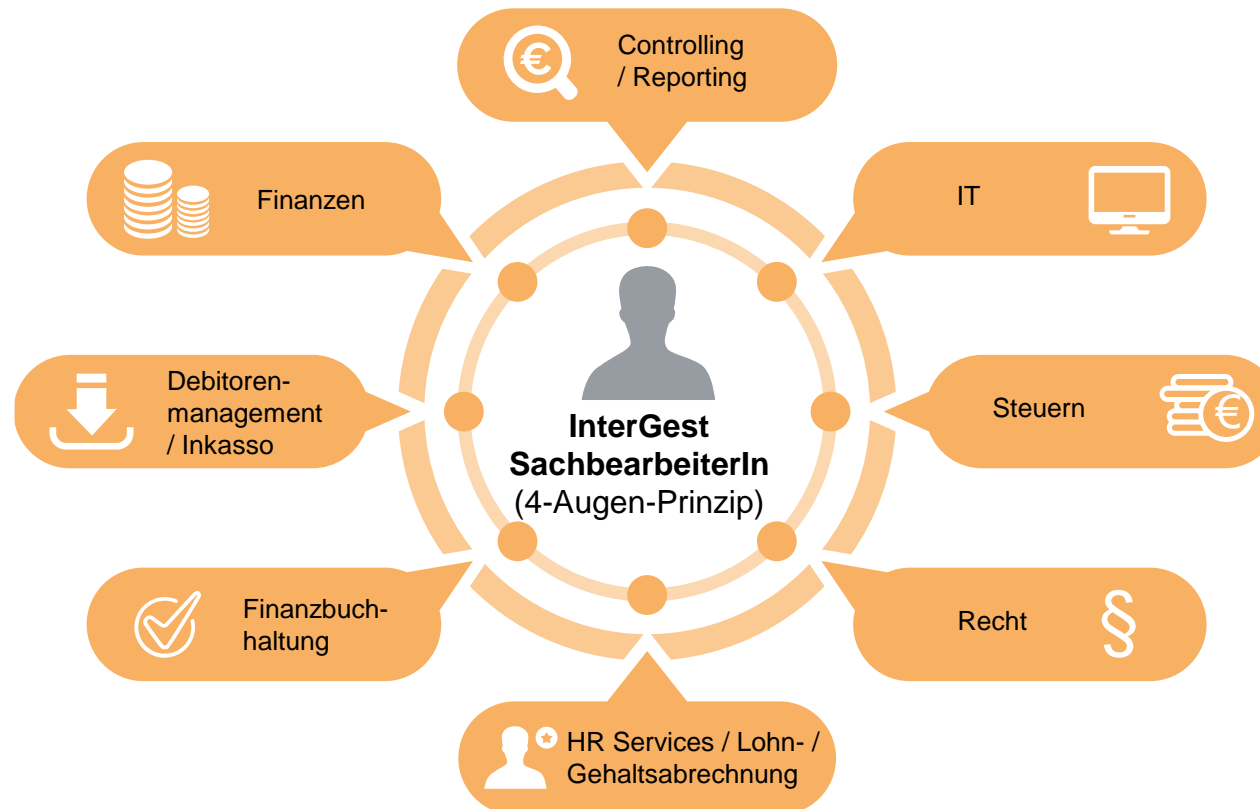 Controlling
/ Reporting
Finanzen
IT
Debitoren-
management
/ Inkasso
Steuern
InterGest
SachbearbeiterIn
(4-Augen-Prinzip)
Finanzbuch-
haltung
Recht
§
HR Services / Lohn- /
Gehaltsabrechnung
€
€